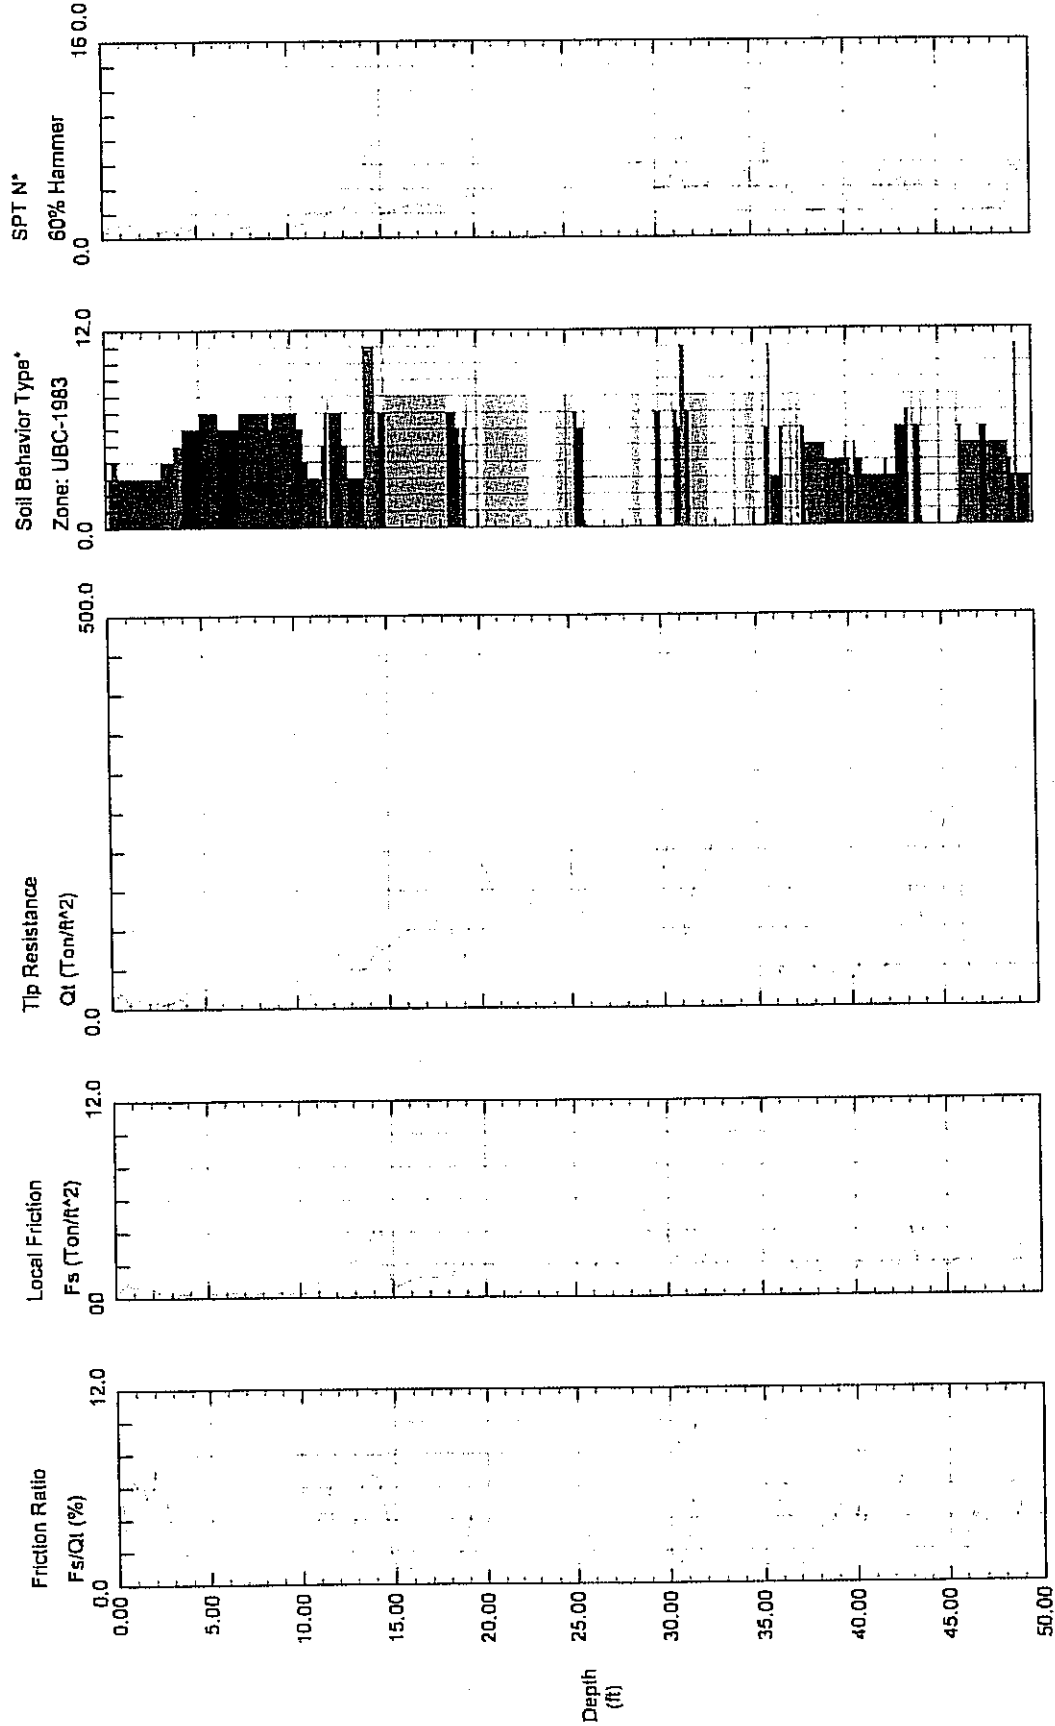 Friction Ratio
Fs/Qt (%)
0.0
12.0
Local Friction
Fs (Ton/ft^2)
00
12.0
Tip Resistance
Qt (Ton/ft^2)
0.0
500.0
Soil Behavior Type*
Zone: UBC-1983
0.0
12.0
SPT N*
60% Hammer
0.0
16 0.0
Depth
(ft)
0.00
5.00
10.00
15.00
20.00
25.00
30.00
35.00
40.00
45.00
50.00